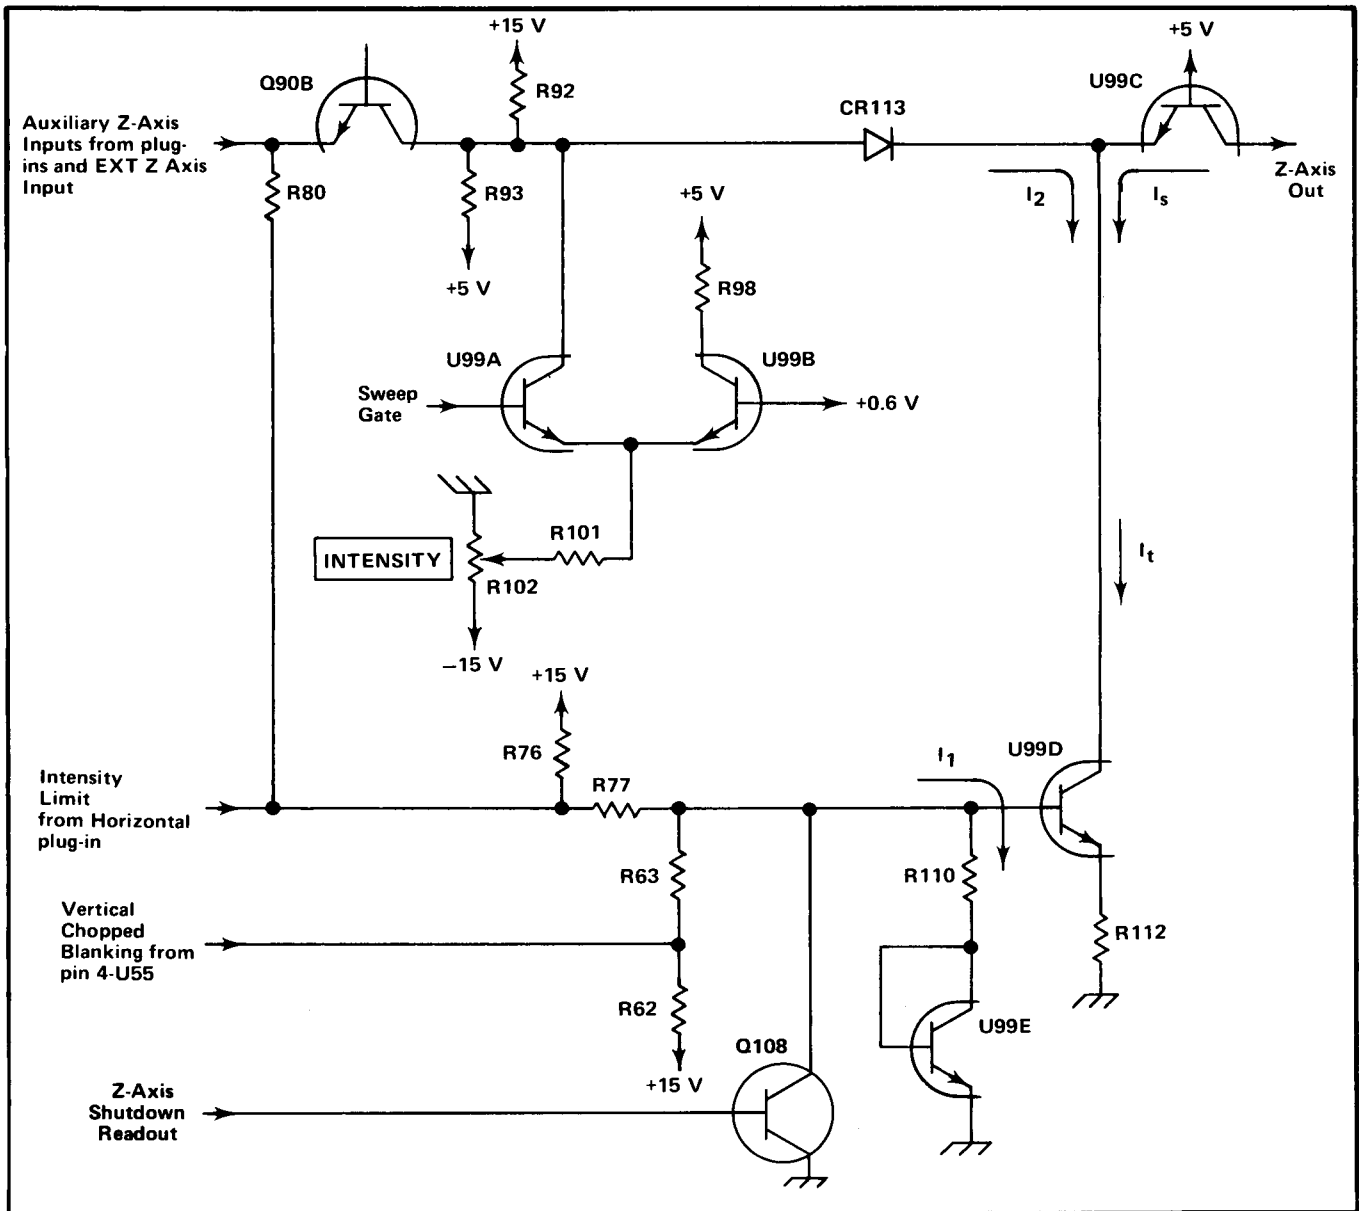 +15 V
+5 V
Q90B
R92
CR113
U99C
Auxiliary Z-Axis
Inputs from plug-
ins and EXT Z Axis
Input
R80
R93
+5 V
+5 V
I2
Is
Z-Axis
Out
R98
U99A
U99B
Sweep
Gate
+0.6 V
R101
INTENSITY
R102
It
−15 V
+15 V
R76
R77
I1
U99D
Intensity
Limit
from Horizontal
plug-in
R63
R110
Vertical
Chopped
Blanking from
pin 4-U55
R112
R62
U99E
Q108
+15 V
Z-Axis
Shutdown
Readout